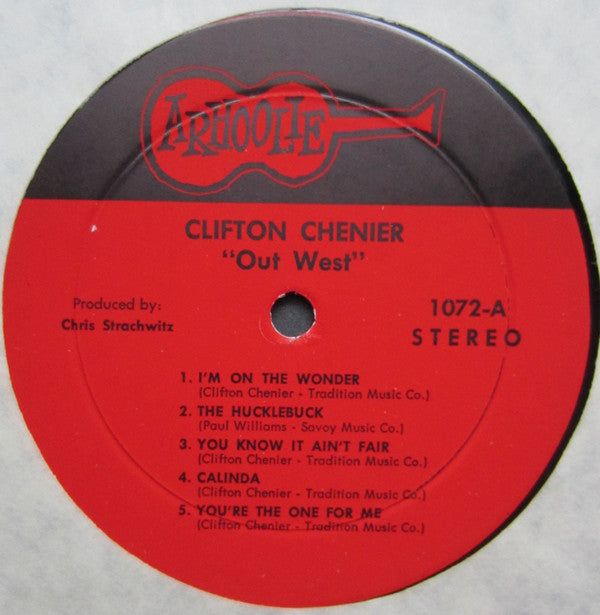 ARHOOLIE
CLIFTON CHENIER
"Out West"
Produced by:
Chris Strachwitz
1072-A
STEREO
1. I'M ON THE WONDER
(Clifton Chenier - Tradition Music Co.)
2. THE HUCKLEBUCK
(Paul Williams - Savoy Music Co.)
3. YOU KNOW IT AIN'T FAIR
(Clifton Chenier - Tradition Music Co.)
4. CALINDA
(Clifton Chenier - Tradition Music Co.)
5. YOU'RE THE ONE FOR ME
(Clifton Chenier - Tradition Music Co.)